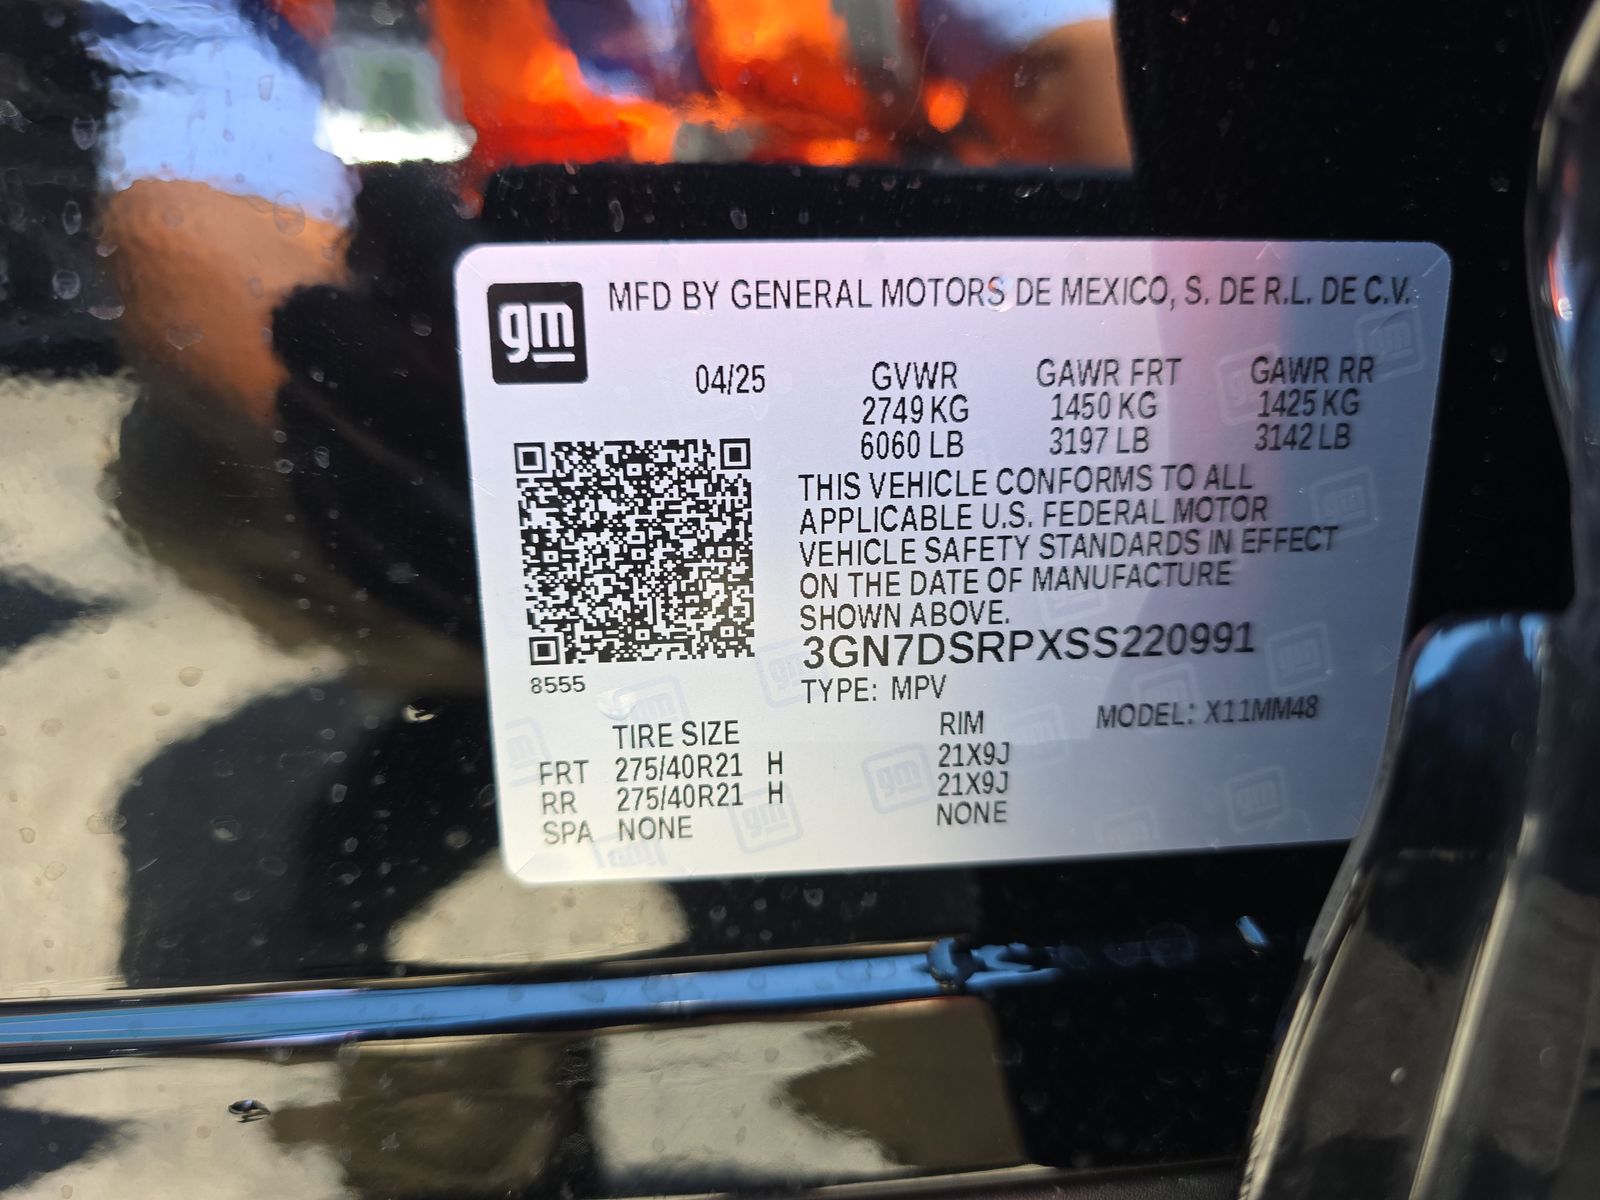 gm MFD BY GENERAL MOTORS DE MEXICO, S. DE R.L. DE C.V.
04/25 GVWR GAWR FRT GAWR RR
2749 KG 1450 KG 1425 KG
6060 LB 3197 LB 3142 LB
THIS VEHICLE CONFORMS TO ALL
APPLICABLE U.S. FEDERAL MOTOR
VEHICLE SAFETY STANDARDS IN EFFECT
ON THE DATE OF MANUFACTURE
SHOWN ABOVE.
3GN7DSRPXSS220991
8555 TYPE: MPV
TIRE SIZE RIM MODEL: X11MM48
FRT 275/40R21 H 21X9J
RR 275/40R21 H 21X9J
SPA NONE NONE